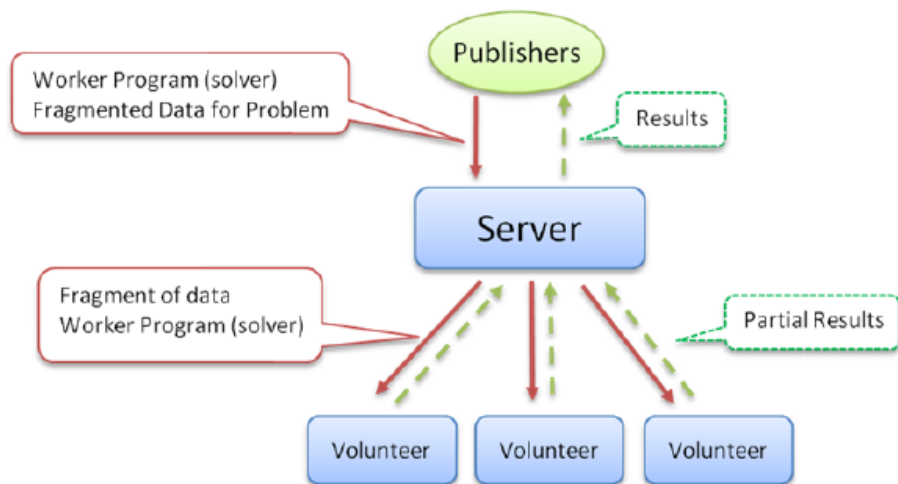 Publishers
Worker Program (solver)
Fragmented Data for Problem
Results
Server
Fragment of data
Worker Program (solver)
Partial Results
Volunteer
Volunteer
Volunteer